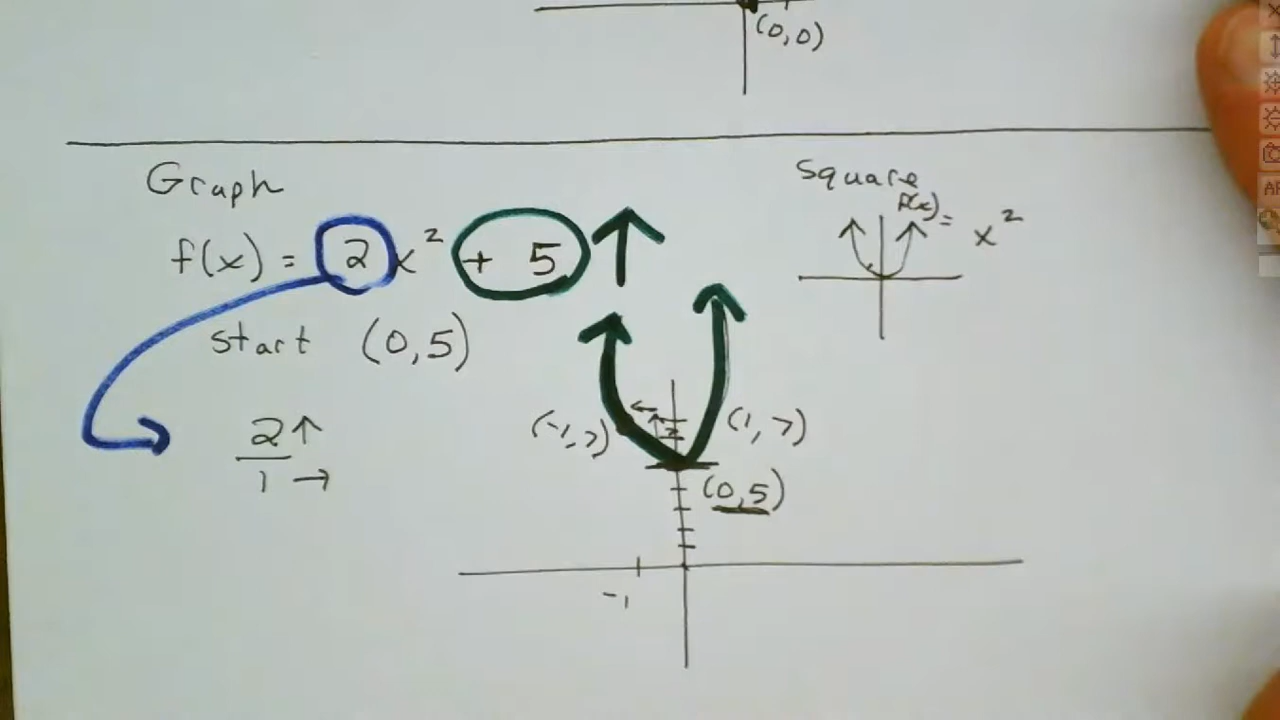 (0,0)
Graph
Square
f(x) = x²
f(x) = 2x² + 5 ↑
start (0,5)
(-1,7)
(1,7)
2↑
2
1→
(0,5)
-1